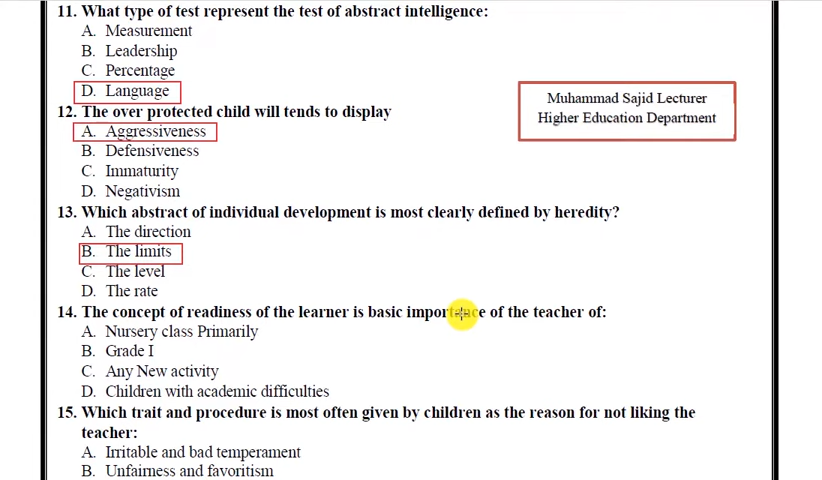 11. What type of test represent the test of abstract intelligence:
A. Measurement
B. Leadership
C. Percentage
D. Language
12. The over protected child will tends to display
A. Aggressiveness
B. Defensiveness
C. Immaturity
D. Negativism
Muhammad Sajid Lecturer
Higher Education Department
13. Which abstract of individual development is most clearly defined by heredity?
A. The direction
B. The limits
C. The level
D. The rate
14. The concept of readiness of the learner is basic importance of the teacher of:
A. Nursery class Primarily
B. Grade I
C. Any New activity
D. Children with academic difficulties
15. Which trait and procedure is most often given by children as the reason for not liking the
teacher:
A. Irritable and bad temperament
B. Unfairness and favoritism